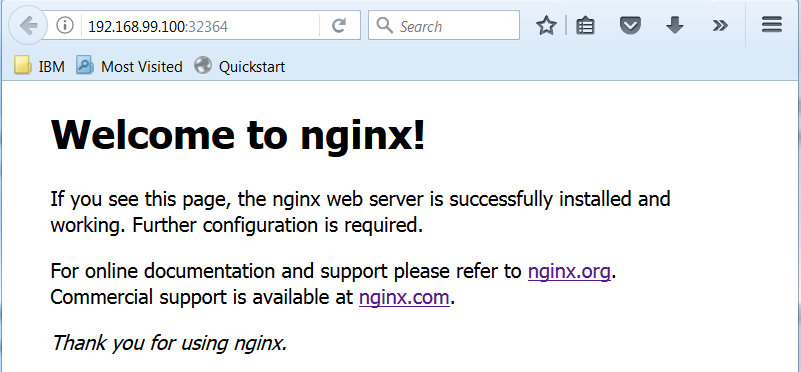 192.168.99.100:32364
Search
IBM Most Visited Quickstart
Welcome to nginx!
If you see this page, the nginx web server is successfully installed and
working. Further configuration is required.
For online documentation and support please refer to nginx.org.
Commercial support is available at nginx.com.
Thank you for using nginx.